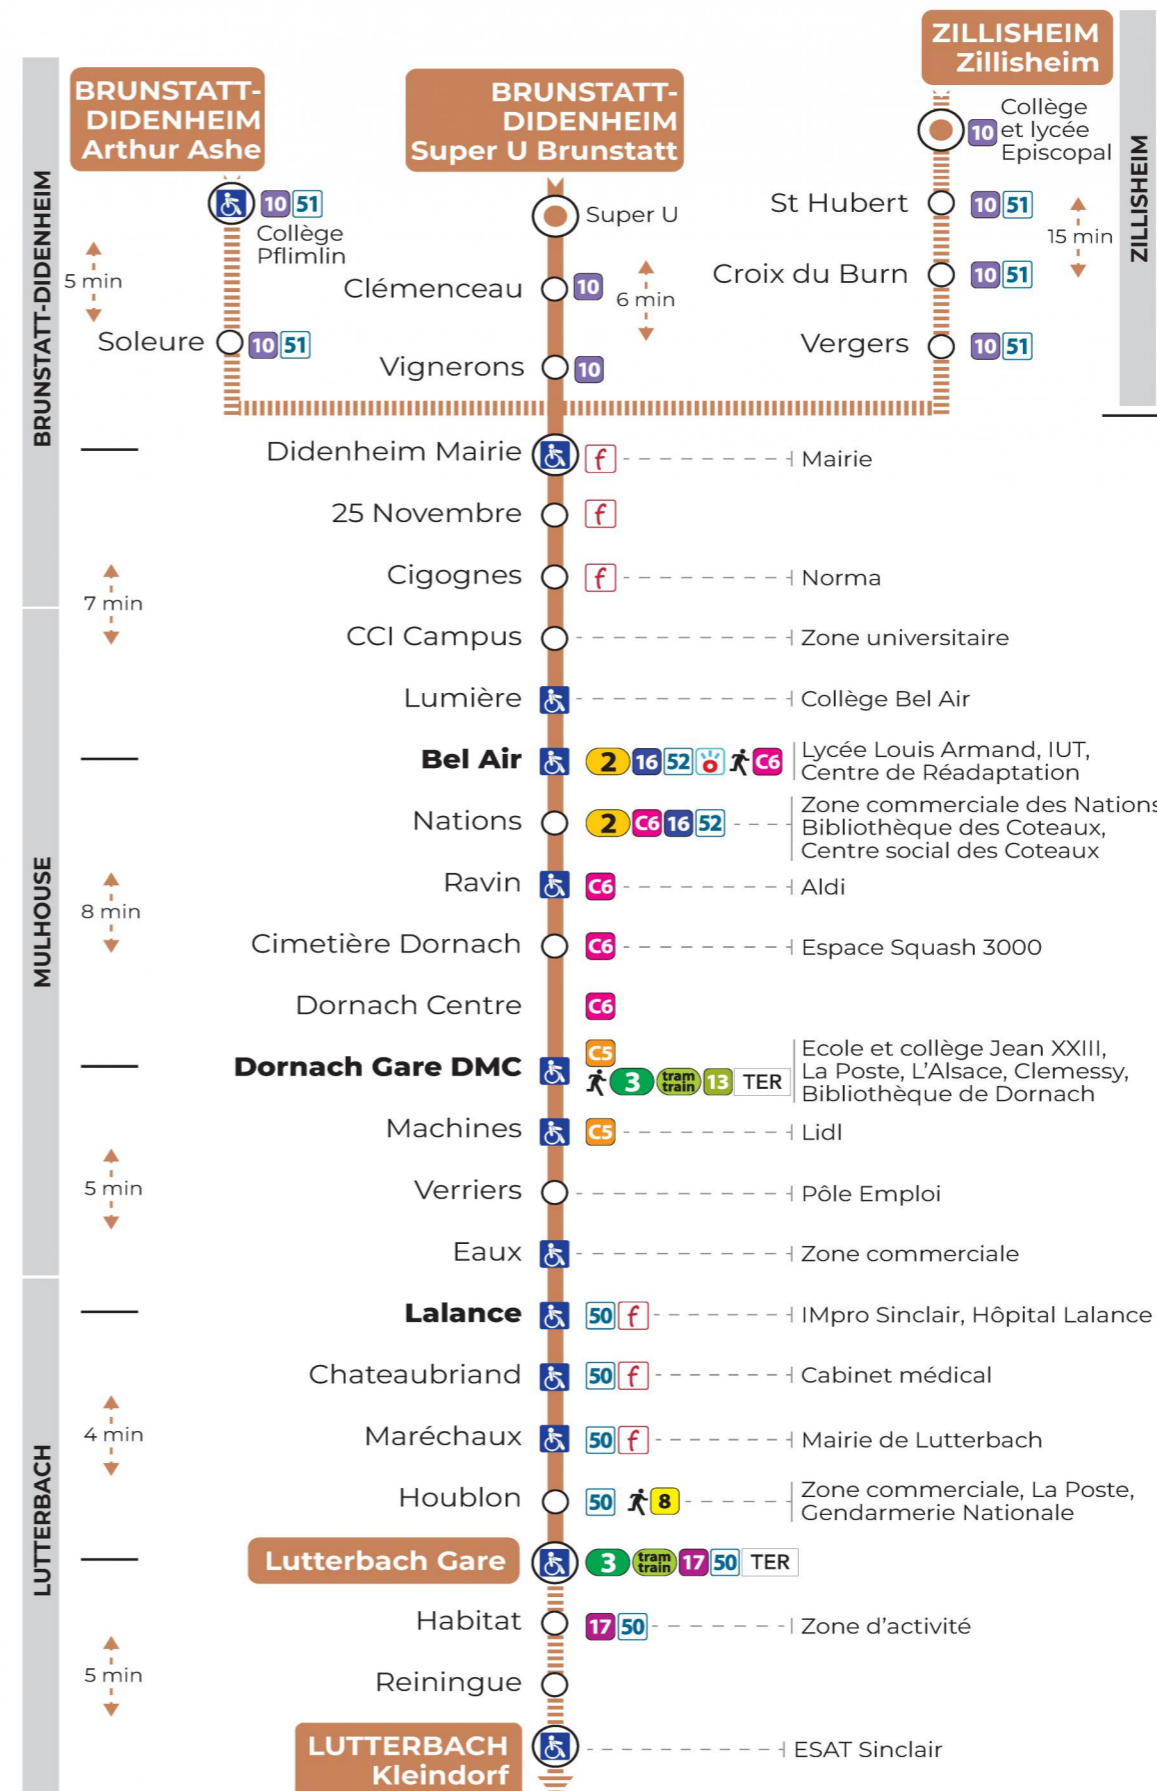 ZILLISHEIM
Zillisheim
BRUNSTATT-
DIDENHEIM
Arthur Ashe
BRUNSTATT-
DIDENHEIM
Super U Brunstatt
10 Collège
et lycée
Episcopal
ZILLISHEIM
BRUNSTATT-DIDENHEIM
10 51
Collège
Pflimlin
5 min
Soleure 10 51
Super U
Clémenceau 10
6 min
Vignerons 10
St Hubert 10 51
15 min
Croix du Burn 10 51
Vergers 10 51
Didenheim Mairie f Mairie
25 Novembre f
Cigognes f Norma
7 min
CCI Campus Zone universitaire
Lumière Collège Bel Air
MULHOUSE
Bel Air 2 16 52 C6 Lycée Louis Armand, IUT,
Centre de Réadaptation
Nations 2 C6 16 52 Zone commerciale des Nations
Bibliothèque des Coteaux,
Centre social des Coteaux
Ravin C6 Aldi
8 min
Cimetière Dornach C6 Espace Squash 3000
Dornach Centre C6
Dornach Gare DMC C5 3 tram train 13 TER Ecole et collège Jean XXIII,
La Poste, L'Alsace, Clemessy,
Bibliothèque de Dornach
Machines C5 Lidl
5 min
Verriers Pôle Emploi
Eaux Zone commerciale
LUTTERBACH
Lalance 50 f IMpro Sinclair, Hôpital Lalance
Chateaubriand 50 f Cabinet médical
4 min
Maréchaux 50 f Mairie de Lutterbach
Houblon 50 8 Zone commerciale, La Poste,
Gendarmerie Nationale
Lutterbach Gare 3 tram train 17 50 TER
Habitat 17 50 Zone d'activité
5 min
Reiningue
LUTTERBACH
Kleindorf
ESAT Sinclair